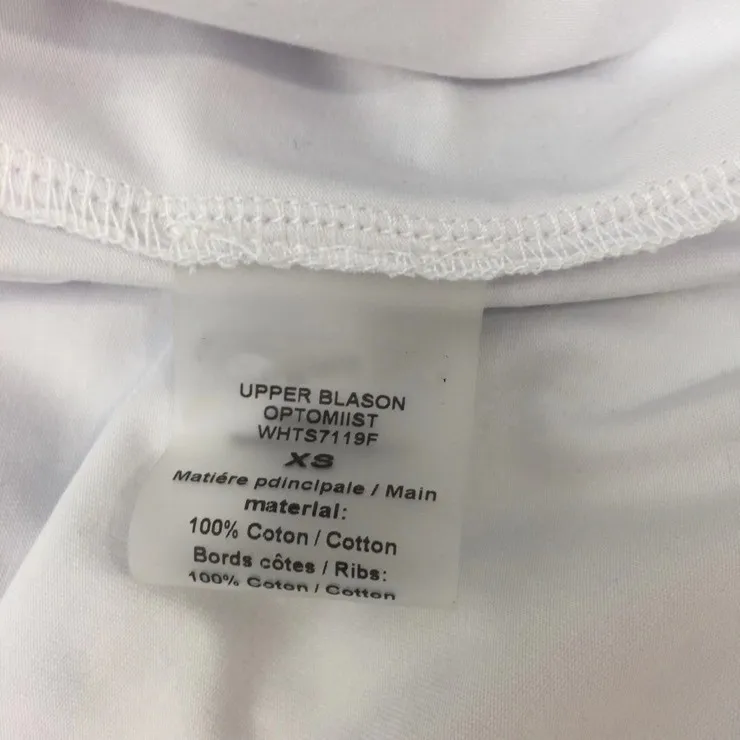 UPPER BLASON
OPTOMIIST
WHTS7119F
XS
Matiére pdincipale / Main
material:
100% Coton / Cotton
Bords côtes / Ribs:
100% Coton / Cotton